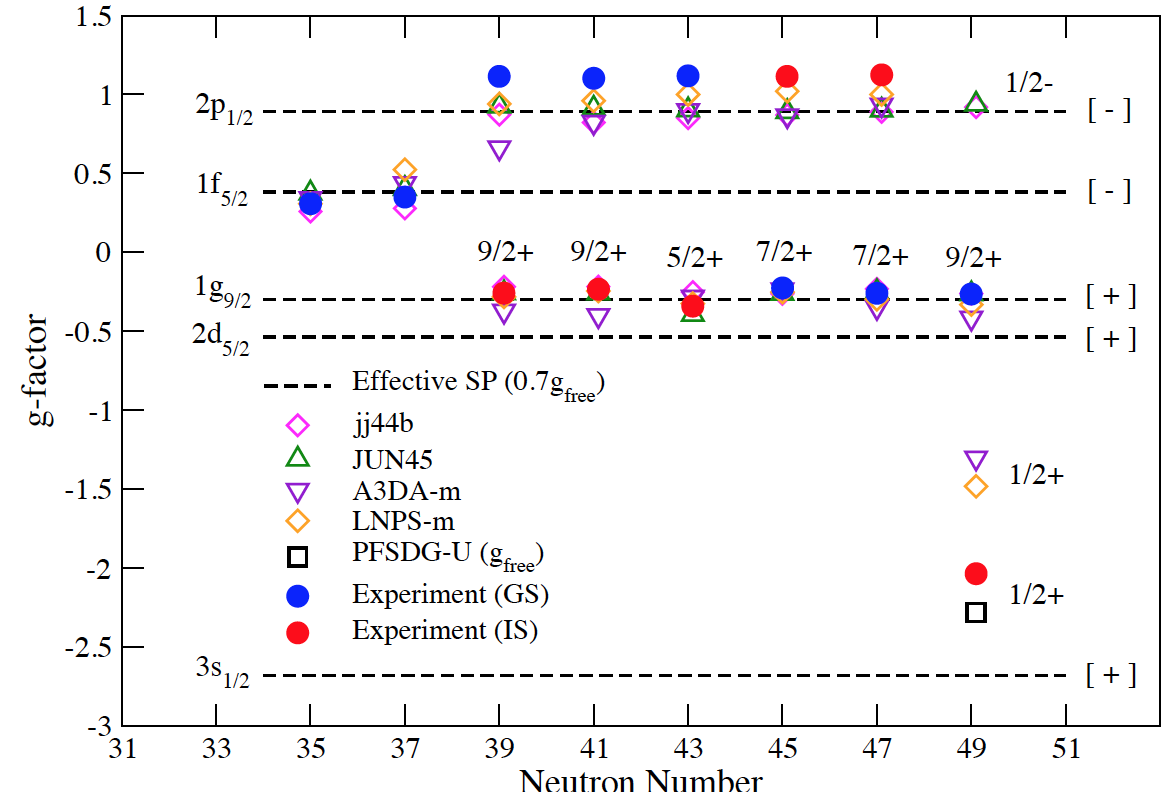 1.5
1
0.5
0
-0.5
-1
-1.5
-2
-2.5
-3
g-factor
31 33 35 37 39 41 43 45 47 49 51
Neutron Number
2p1/2
1/2-
[ - ]
1f5/2
[ - ]
9/2+ 9/2+ 5/2+ 7/2+ 7/2+ 9/2+
1g9/2
[ + ]
2d5/2
[ + ]
Effective SP (0.7gfree)
jj44b
JUN45
A3DA-m
LNPS-m
PFSDG-U (gfree)
Experiment (GS)
Experiment (IS)
1/2+
1/2+
3s1/2
[ + ]